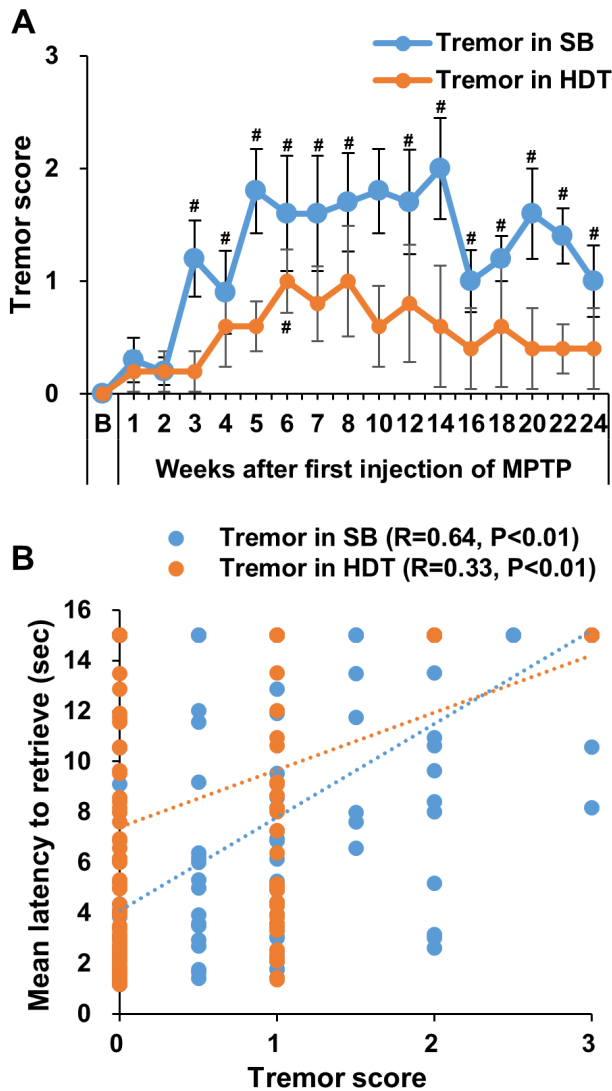 A
Tremor in SB
Tremor in HDT
Tremor score
3
2
1
0
# # # # # # # # # # # # #
#
B 1 2 3 4 5 6 7 8 10 12 14 16 18 20 22 24
Weeks after first injection of MPTP
B
Tremor in SB (R=0.64, P<0.01)
Tremor in HDT (R=0.33, P<0.01)
Mean latency to retrieve (sec)
16
14
12
10
8
6
4
2
0
0 1 2 3
Tremor score